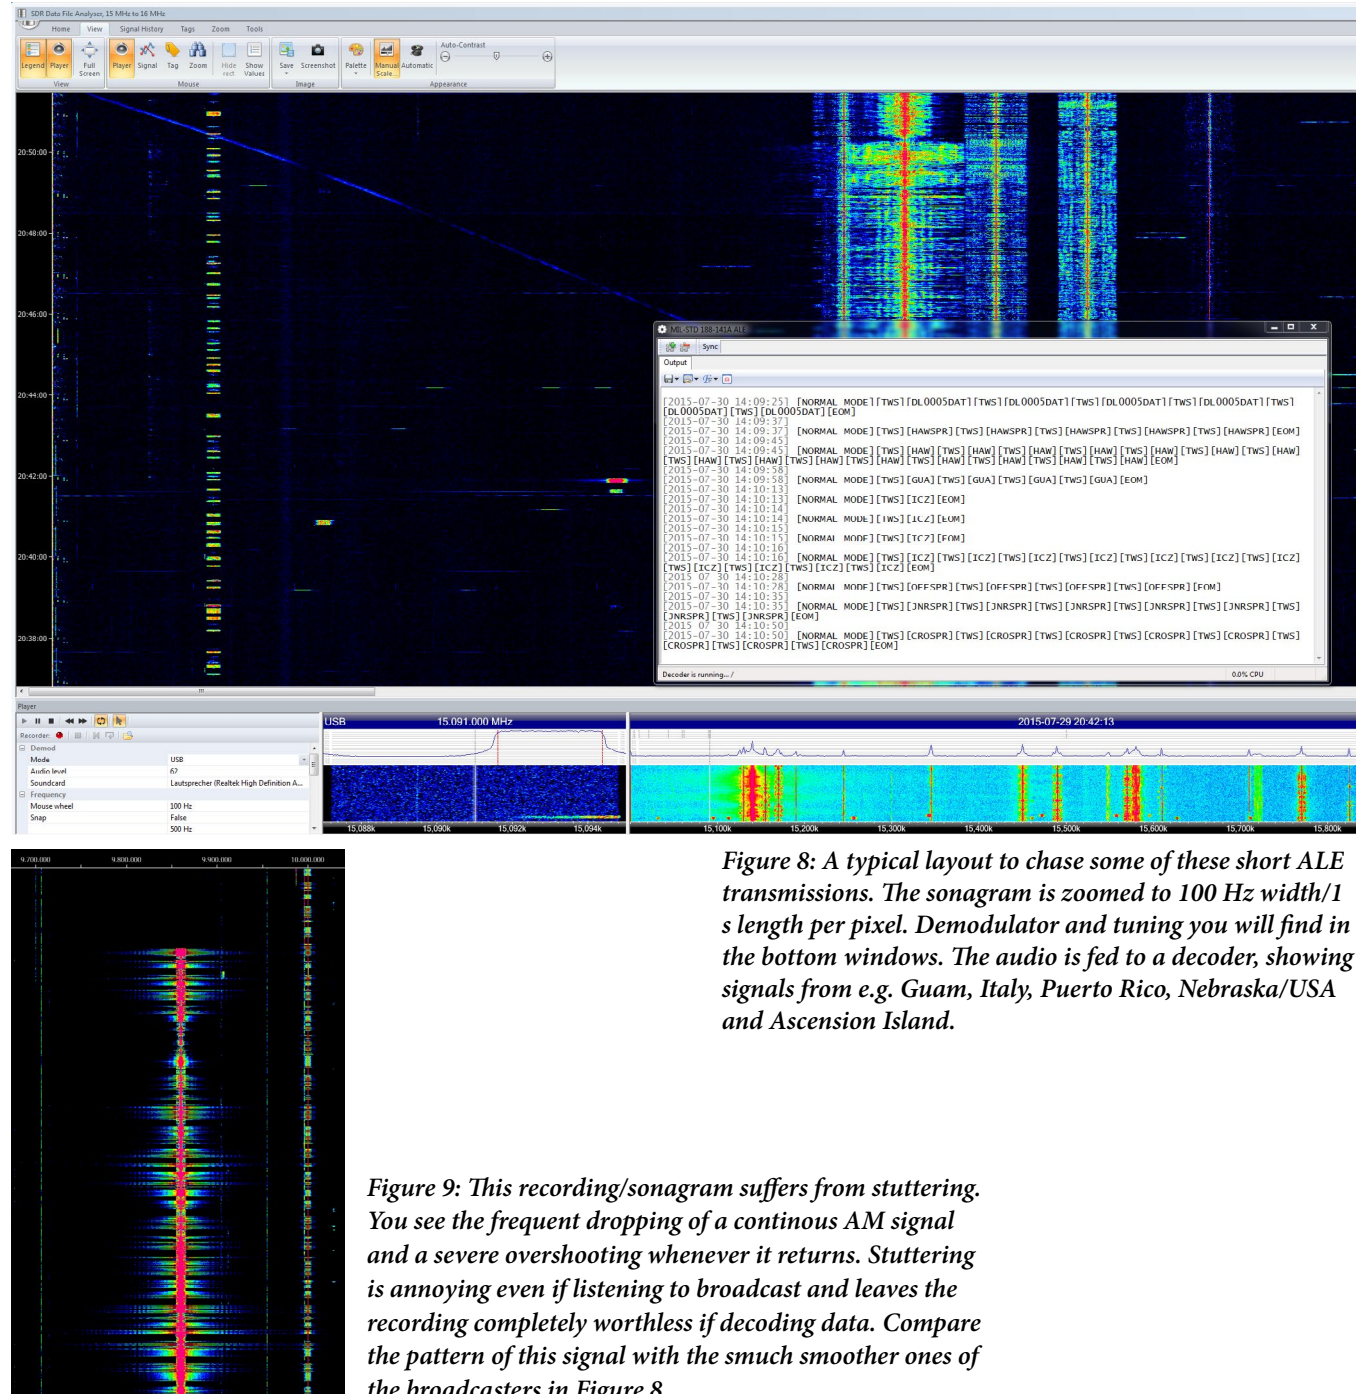 SDR Data File Analyser, 15 MHz to 16 MHz
Home View Signal History Tags Zoom Tools
Legend Player Full Screen Player Signal Tag Zoom Hide rect Show Values Save Screenshot Palette Manual Scale... Automatic Auto-Contrast
View Mouse Image Appearance
20:50:00
20:48:00
20:46:00
20:44:00
20:42:00
20:40:00
20:38:00
MIL-STD 188-141A ALE
Sync
Output
[2015-07-30 14:09:25] [NORMAL MODE][TWS][DL0005DAT][TWS][DL0005DAT][TWS][DL0005DAT][TWS][DL0005DAT][TWS]
[DL0005DAT][TWS][DL0005DAT][EOM]
[2015-07-30 14:09:37]
[2015-07-30 14:09:37] [NORMAL MODE][TWS][HAWSPR][TWS][HAWSPR][TWS][HAWSPR][TWS][HAWSPR][TWS][HAWSPR][EOM]
[2015-07-30 14:09:45]
[2015-07-30 14:09:45] [NORMAL MODE][TWS][HAW][TWS][HAW][TWS][HAW][TWS][HAW][TWS][HAW][TWS][HAW][TWS][HAW]
[TWS][HAW][TWS][HAW][TWS][HAW][TWS][HAW][TWS][HAW][TWS][HAW][TWS][HAW][EOM]
[2015-07-30 14:09:58]
[2015-07-30 14:09:58] [NORMAL MODE][TWS][GUA][TWS][GUA][TWS][GUA][TWS][GUA][EOM]
[2015-07-30 14:10:13]
[2015-07-30 14:10:13] [NORMAL MODE][TWS][ICZ][EOM]
[2015-07-30 14:10:14]
[2015-07-30 14:10:14] [NORMAL MODE][TWS][ICZ][EOM]
[2015-07-30 14:10:15]
[2015-07-30 14:10:15] [NORMAL MODE][TWS][ICZ][EOM]
[2015-07-30 14:10:16]
[2015-07-30 14:10:16] [NORMAL MODE][TWS][ICZ][TWS][ICZ][TWS][ICZ][TWS][ICZ][TWS][ICZ][TWS][ICZ][TWS][ICZ]
[TWS][ICZ][TWS][ICZ][TWS][ICZ][TWS][ICZ][EOM]
[2015-07-30 14:10:28]
[2015-07-30 14:10:28] [NORMAL MODE][TWS][OFFSPR][TWS][OFFSPR][TWS][OFFSPR][TWS][OFFSPR][EOM]
[2015-07-30 14:10:35]
[2015-07-30 14:10:35] [NORMAL MODE][TWS][JNRSPR][TWS][JNRSPR][TWS][JNRSPR][TWS][JNRSPR][TWS][JNRSPR][TWS]
[JNRSPR][TWS][JNRSPR][EOM]
[2015-07-30 14:10:50]
[2015-07-30 14:10:50] [NORMAL MODE][TWS][CROSPR][TWS][CROSPR][TWS][CROSPR][TWS][CROSPR][TWS][CROSPR][TWS]
[CROSPR][TWS][CROSPR][TWS][CROSPR][EOM]
Decoder is running... / 0.0% CPU
Player
Recorder:
Demod
Mode USB
Audio level 62
Soundcard Lautsprecher (Realtek High Definition A...
Frequency
Mouse wheel 100 Hz
Snap False
500 Hz
USB 15.091.000 MHz
2015-07-29 20:42:13
15,088k 15,090k 15,092k 15,094k
15,100k 15,200k 15,300k 15,400k 15,500k 15,600k 15,700k 15,800k
9.700.000 9.800.000 9.900.000 10.000.000
Figure 8: A typical layout to chase some of these short ALE
transmissions. The sonagram is zoomed to 100 Hz width/1
s length per pixel. Demodulator and tuning you will find in
the bottom windows. The audio is fed to a decoder, showing
signals from e.g. Guam, Italy, Puerto Rico, Nebraska/USA
and Ascension Island.
Figure 9: This recording/sonagram suffers from stuttering.
You see the frequent dropping of a continous AM signal
and a severe overshooting whenever it returns. Stuttering
is annoying even if listening to broadcast and leaves the
recording completely worthless if decoding data. Compare
the pattern of this signal with the smuch smoother ones of
the broadcasters in Figure 8